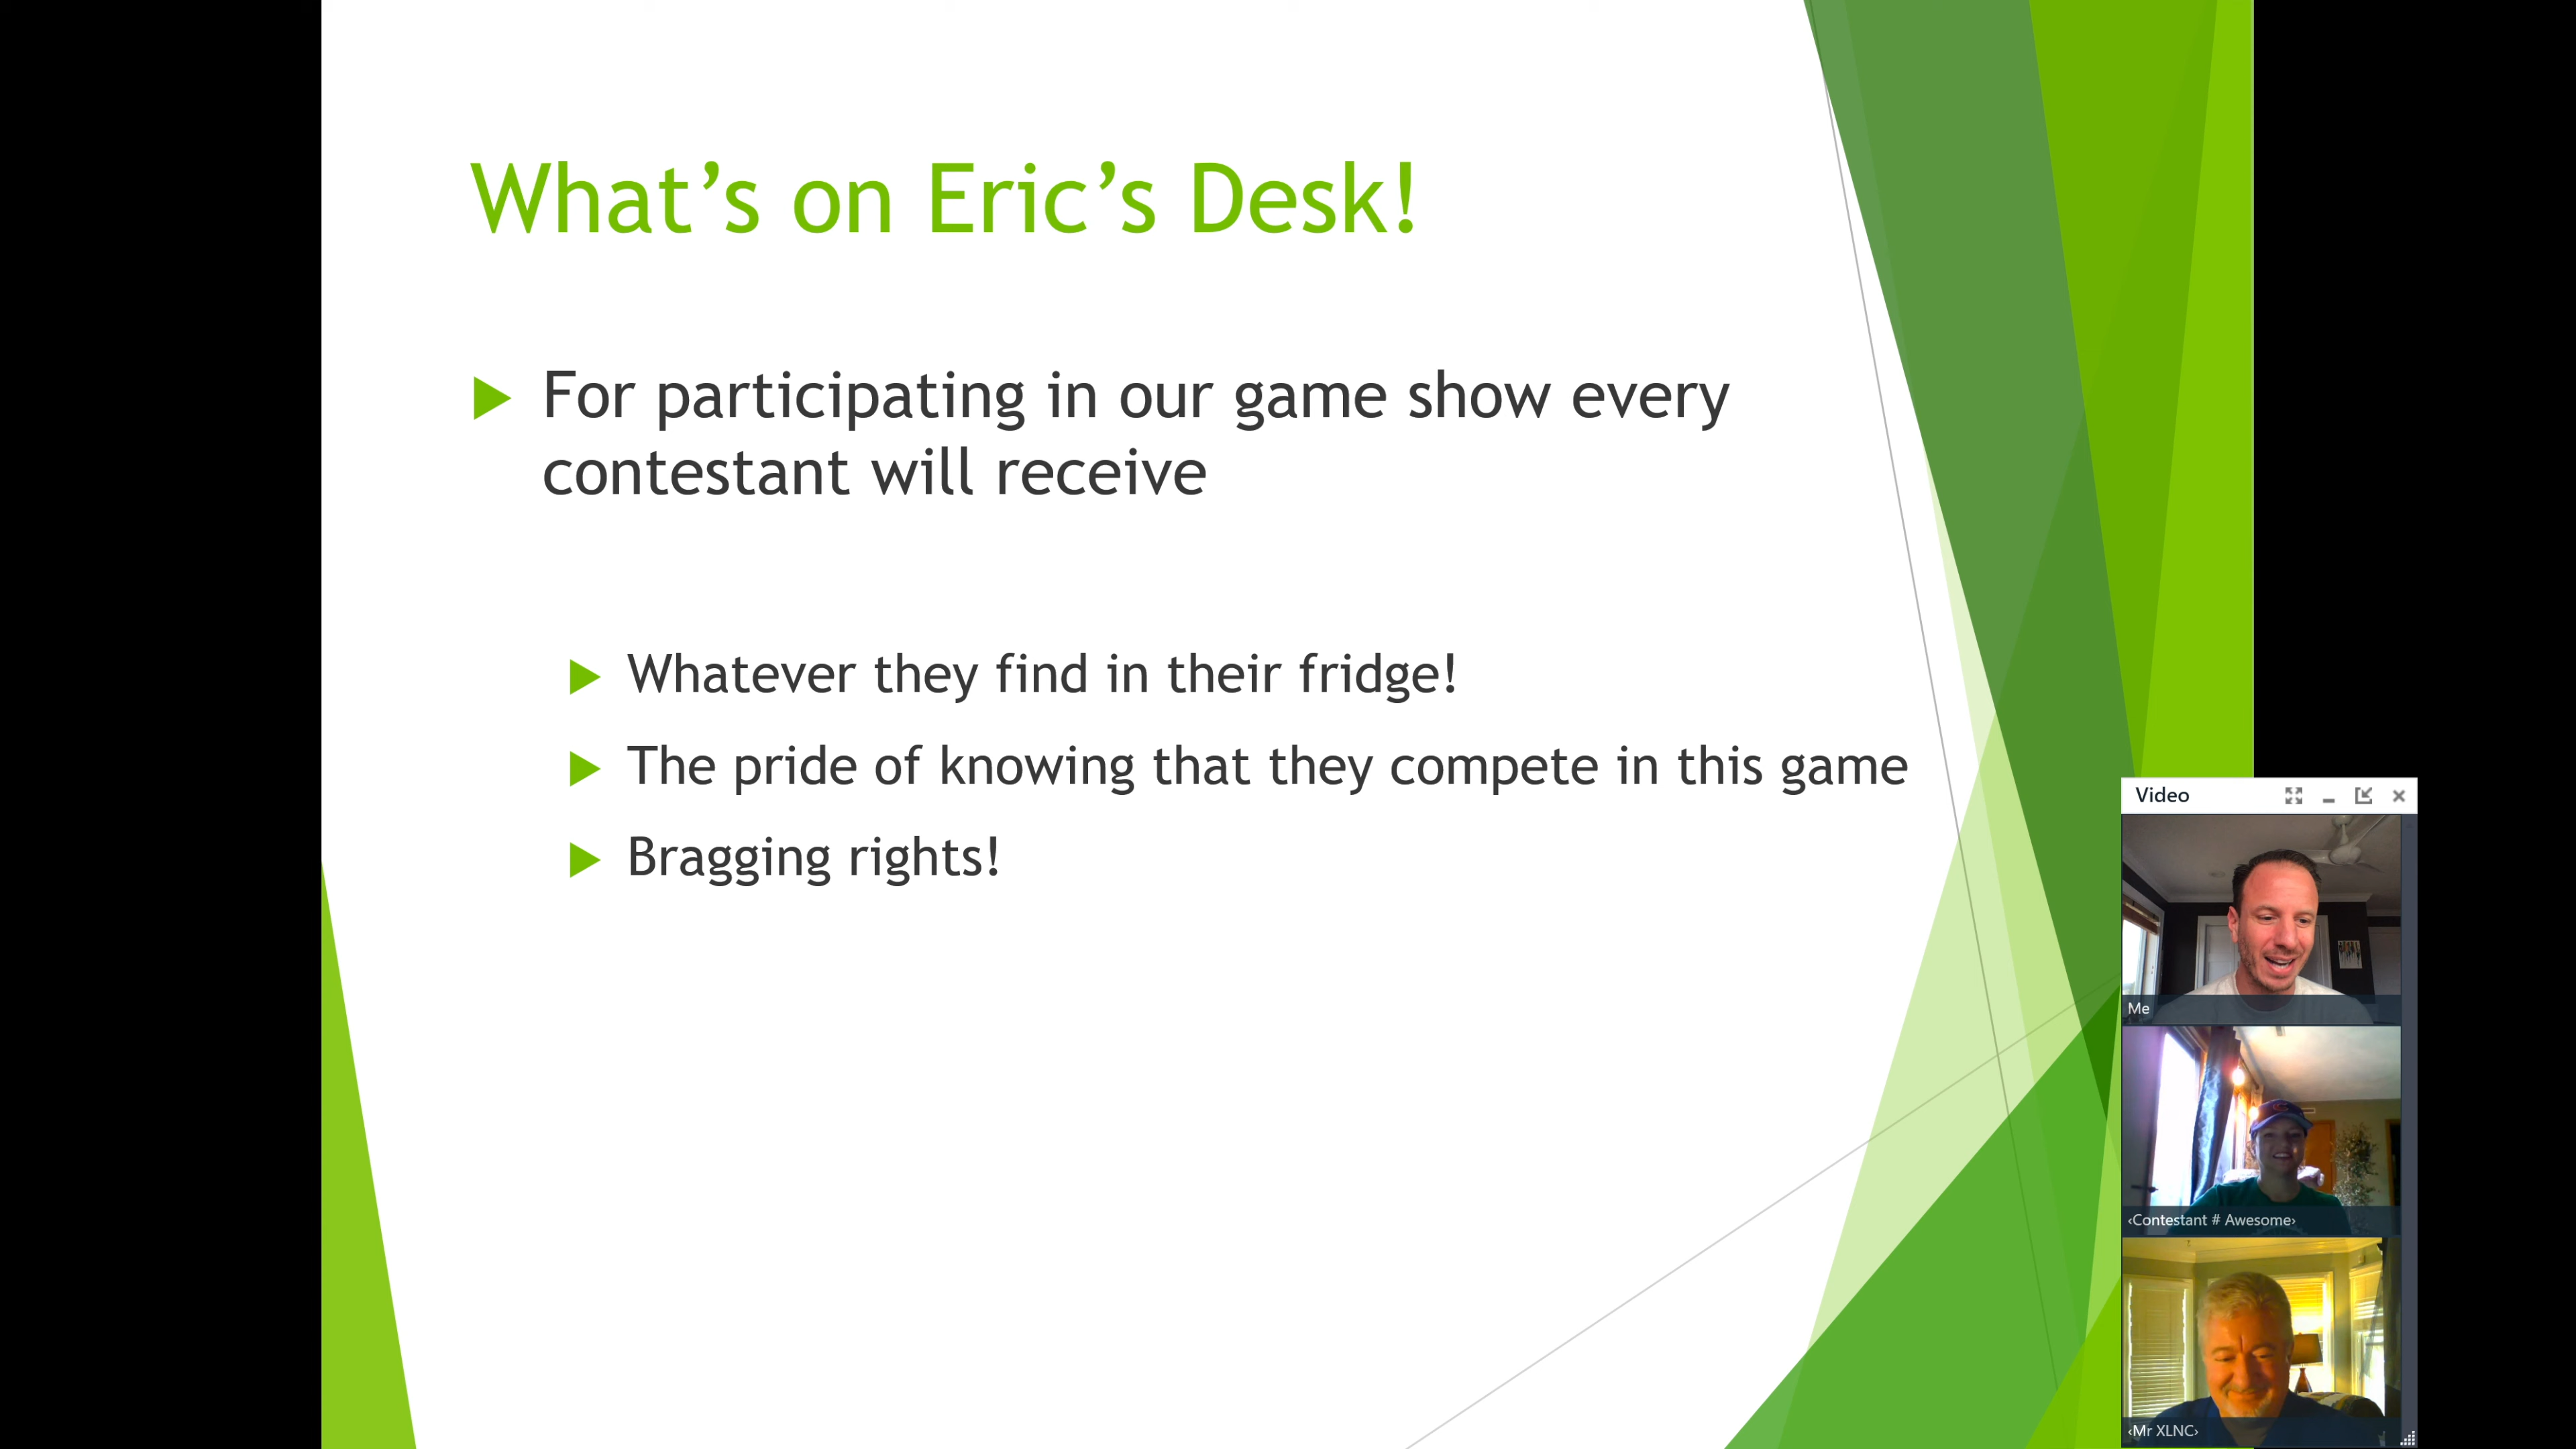 What’s on Eric’s Desk!
For participating in our game show every
contestant will receive
Whatever they find in their fridge!
The pride of knowing that they compete in this game
Bragging rights!
Video
Me
‹Contestant # Awesome›
‹Mr XLNC›